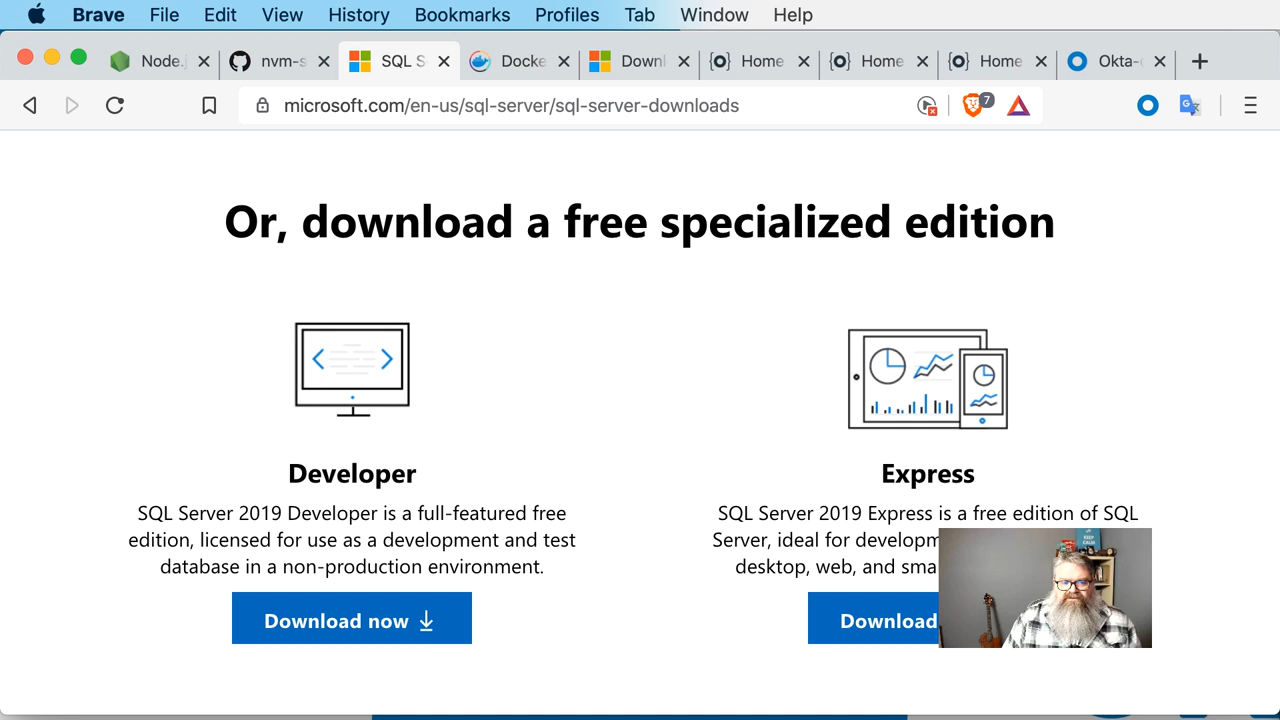 Brave File Edit View History Bookmarks Profiles Tab Window Help
Node.j nvm-s SQL S Docke Downl Home Home Home Okta-
microsoft.com/en-us/sql-server/sql-server-downloads 7
Or, download a free specialized edition
Developer
SQL Server 2019 Developer is a full-featured free
edition, licensed for use as a development and test
database in a non-production environment.
Download now
Express
SQL Server 2019 Express is a free edition of SQL
Server, ideal for developm
desktop, web, and sma
Download
KEEP
CALM